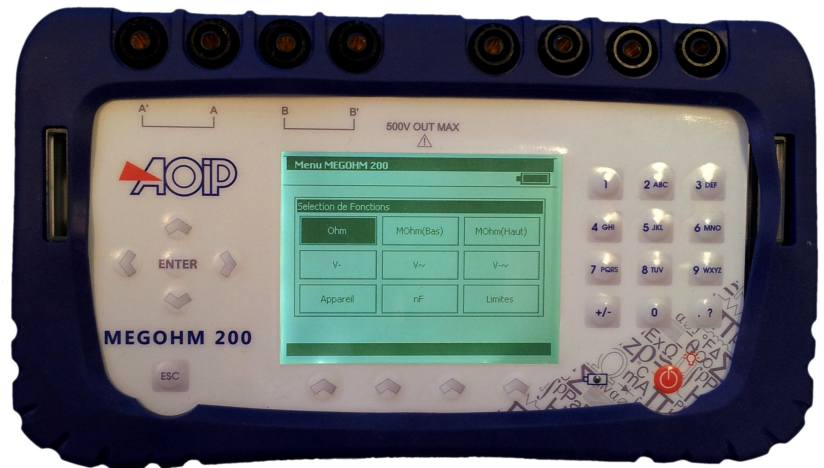 A' A B B'
500V OUT MAX
AOIP
Menu MEGOHM 200
Selection de Fonctions
Ohm MOhm(Bas) MOhm(Haut)
V- V~ V-~
Appareil nF Limites
1 2 ABC 3 DEF
4 GHI 5 JKL 6 MNO
7 PQRS 8 TUV 9 WXYZ
+/- 0 . ?
ENTER
MEGOHM 200
ESC